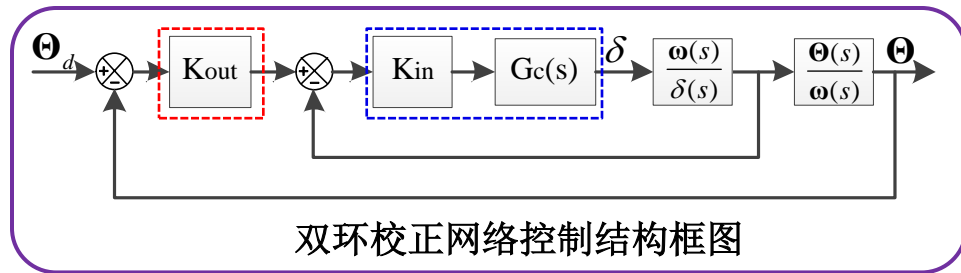 Θd
+
-
Kout
+
-
Kin
Gc(s)
δ
ω(s)
δ(s)
Θ(s)
ω(s)
Θ
双环校正网络控制结构框图